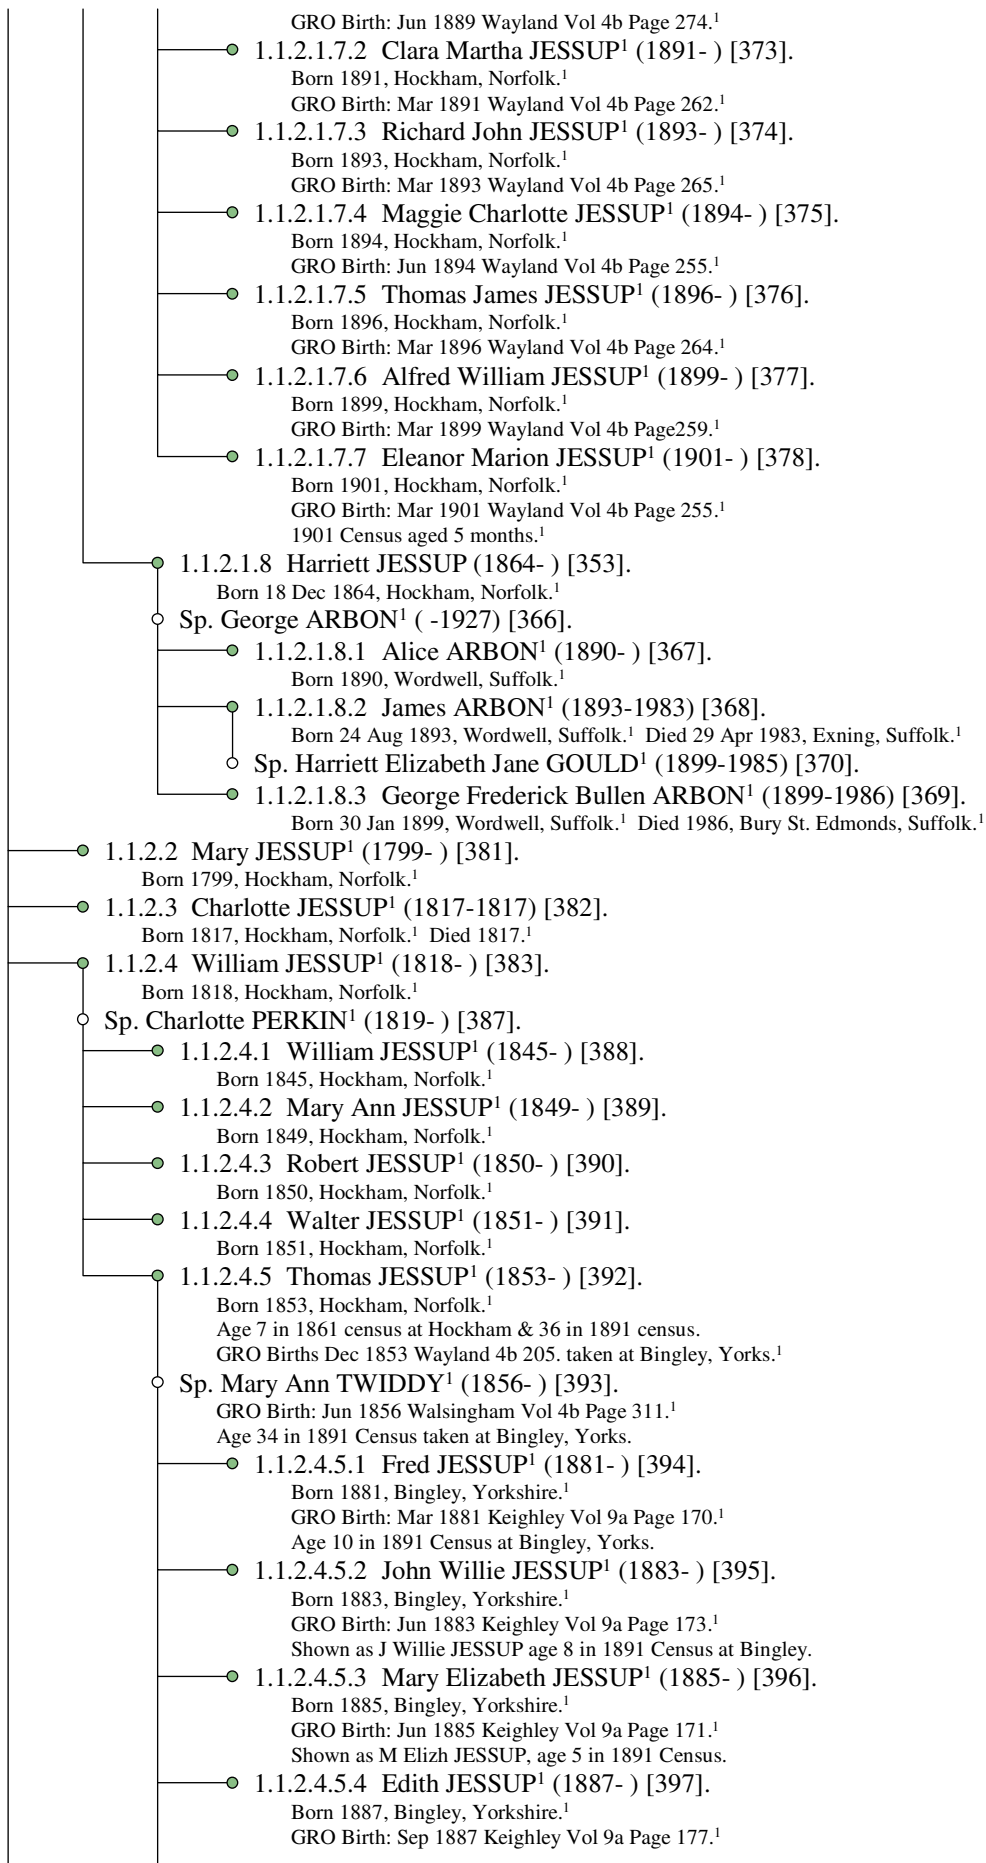 GRO Birth: Jun 1889 Wayland Vol 4b Page 274.¹
1.1.2.1.7.2 Clara Martha JESSUP¹ (1891- ) [373].
Born 1891, Hockham, Norfolk.¹
GRO Birth: Mar 1891 Wayland Vol 4b Page 262.¹
1.1.2.1.7.3 Richard John JESSUP¹ (1893- ) [374].
Born 1893, Hockham, Norfolk.¹
GRO Birth: Mar 1893 Wayland Vol 4b Page 265.¹
1.1.2.1.7.4 Maggie Charlotte JESSUP¹ (1894- ) [375].
Born 1894, Hockham, Norfolk.¹
GRO Birth: Jun 1894 Wayland Vol 4b Page 255.¹
1.1.2.1.7.5 Thomas James JESSUP¹ (1896- ) [376].
Born 1896, Hockham, Norfolk.¹
GRO Birth: Mar 1896 Wayland Vol 4b Page 264.¹
1.1.2.1.7.6 Alfred William JESSUP¹ (1899- ) [377].
Born 1899, Hockham, Norfolk.¹
GRO Birth: Mar 1899 Wayland Vol 4b Page259.¹
1.1.2.1.7.7 Eleanor Marion JESSUP¹ (1901- ) [378].
Born 1901, Hockham, Norfolk.¹
GRO Birth: Mar 1901 Wayland Vol 4b Page 255.¹
1901 Census aged 5 months.¹
1.1.2.1.8 Harriett JESSUP (1864- ) [353].
Born 18 Dec 1864, Hockham, Norfolk.¹
Sp. George ARBON¹ ( -1927) [366].
1.1.2.1.8.1 Alice ARBON¹ (1890- ) [367].
Born 1890, Wordwell, Suffolk.¹
1.1.2.1.8.2 James ARBON¹ (1893-1983) [368].
Born 24 Aug 1893, Wordwell, Suffolk.¹ Died 29 Apr 1983, Exning, Suffolk.¹
Sp. Harriett Elizabeth Jane GOULD¹ (1899-1985) [370].
1.1.2.1.8.3 George Frederick Bullen ARBON¹ (1899-1986) [369].
Born 30 Jan 1899, Wordwell, Suffolk.¹ Died 1986, Bury St. Edmonds, Suffolk.¹
1.1.2.2 Mary JESSUP¹ (1799- ) [381].
Born 1799, Hockham, Norfolk.¹
1.1.2.3 Charlotte JESSUP¹ (1817-1817) [382].
Born 1817, Hockham, Norfolk.¹ Died 1817.¹
1.1.2.4 William JESSUP¹ (1818- ) [383].
Born 1818, Hockham, Norfolk.¹
Sp. Charlotte PERKIN¹ (1819- ) [387].
1.1.2.4.1 William JESSUP¹ (1845- ) [388].
Born 1845, Hockham, Norfolk.¹
1.1.2.4.2 Mary Ann JESSUP¹ (1849- ) [389].
Born 1849, Hockham, Norfolk.¹
1.1.2.4.3 Robert JESSUP¹ (1850- ) [390].
Born 1850, Hockham, Norfolk.¹
1.1.2.4.4 Walter JESSUP¹ (1851- ) [391].
Born 1851, Hockham, Norfolk.¹
1.1.2.4.5 Thomas JESSUP¹ (1853- ) [392].
Born 1853, Hockham, Norfolk.¹
Age 7 in 1861 census at Hockham & 36 in 1891 census.
GRO Births Dec 1853 Wayland 4b 205. taken at Bingley, Yorks.¹
Sp. Mary Ann TWIDDY¹ (1856- ) [393].
GRO Birth: Jun 1856 Walsingham Vol 4b Page 311.¹
Age 34 in 1891 Census taken at Bingley, Yorks.
1.1.2.4.5.1 Fred JESSUP¹ (1881- ) [394].
Born 1881, Bingley, Yorkshire.¹
GRO Birth: Mar 1881 Keighley Vol 9a Page 170.¹
Age 10 in 1891 Census at Bingley, Yorks.
1.1.2.4.5.2 John Willie JESSUP¹ (1883- ) [395].
Born 1883, Bingley, Yorkshire.¹
GRO Birth: Jun 1883 Keighley Vol 9a Page 173.¹
Shown as J Willie JESSUP age 8 in 1891 Census at Bingley.
1.1.2.4.5.3 Mary Elizabeth JESSUP¹ (1885- ) [396].
Born 1885, Bingley, Yorkshire.¹
GRO Birth: Jun 1885 Keighley Vol 9a Page 171.¹
Shown as M Elizh JESSUP, age 5 in 1891 Census.
1.1.2.4.5.4 Edith JESSUP¹ (1887- ) [397].
Born 1887, Bingley, Yorkshire.¹
GRO Birth: Sep 1887 Keighley Vol 9a Page 177.¹